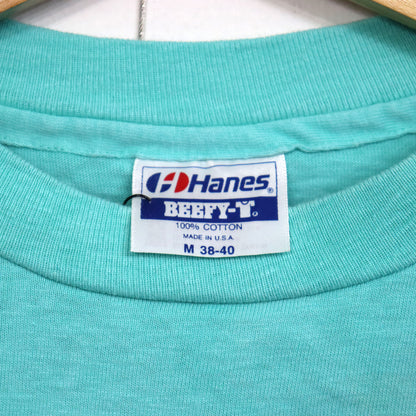 Hanes®
BEEFY-T®
100% COTTON
MADE IN U.S.A.
M 38-40